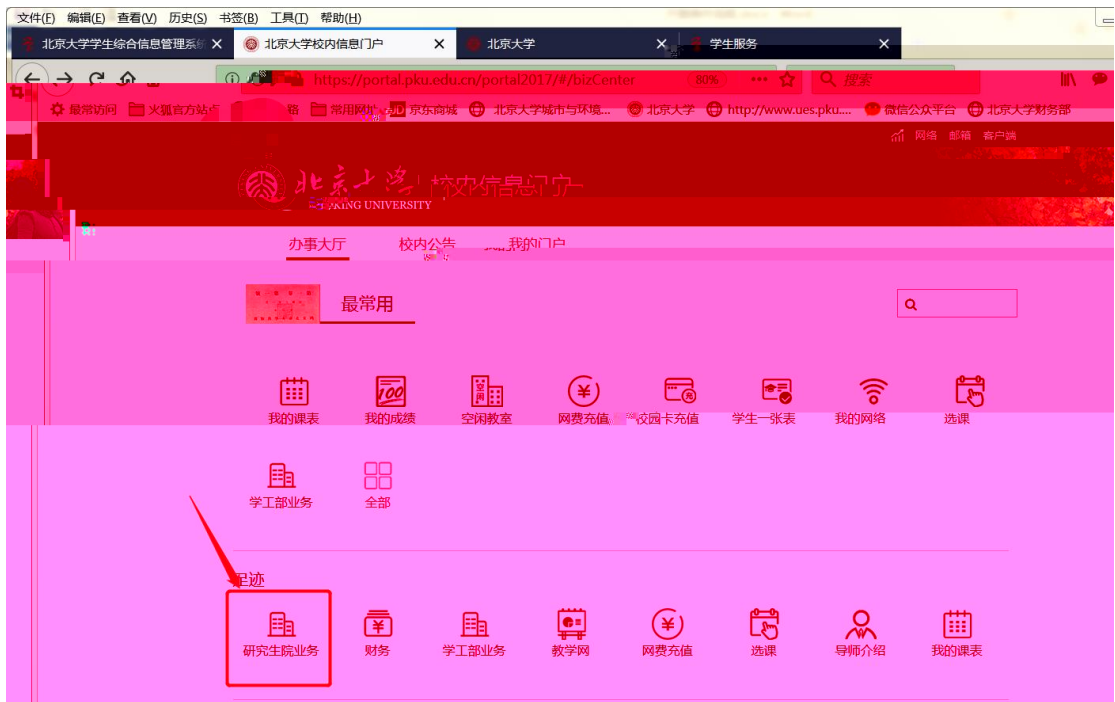 文件(F) 编辑(E) 查看(V) 历史(S) 书签(B) 工具(T) 帮助(H)
北京大学学生综合信息管理系统 北京大学校内信息门户 北京大学 学生服务
https://portal.pku.edu.cn/portal2017/#/bizCenter 80% 搜索
最常访问 火狐官方站点 常用网址 京东商城 北京大学城市与环境... 北京大学 http://www.ues.pku.... 微信公众平台 北京大学财务部
网络 邮箱 客户端
北京大学 校内信息门户
PEKING UNIVERSITY
办事大厅 校内公告 我的门户
最常用
我的课表 我的成绩 空闲教室 网费充值 校园卡充值 学生一张表 我的网络 选课
学工部业务 全部
足迹
研究生院业务 财务 学工部业务 教学网 网费充值 选课 导师介绍 我的课表